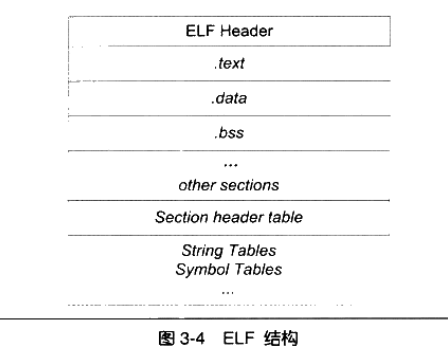 ELF Header
.text
.data
.bss
...
other sections
Section header table
String Tables
Symbol Tables
...
图 3-4 ELF 结构